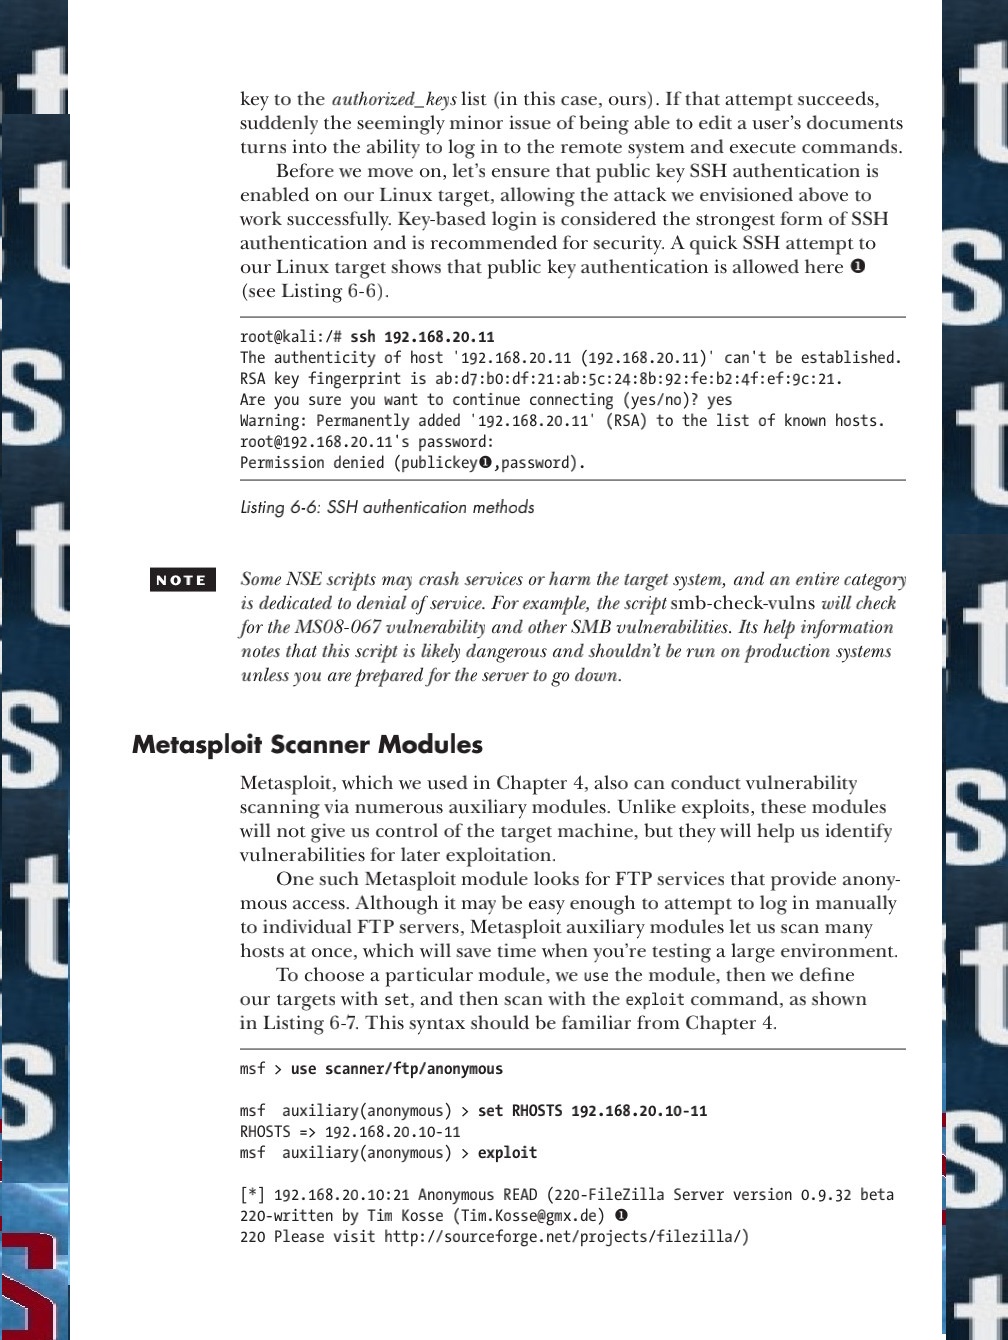 key to the authorized_keys list (in this case, ours). If that attempt succeeds,
suddenly the seemingly minor issue of being able to edit a user's documents
turns into the ability to log in to the remote system and execute commands.
Before we move on, let's ensure that public key SSH authentication is
enabled on our Linux target, allowing the attack we envisioned above to
work successfully. Key-based login is considered the strongest form of SSH
authentication and is recommended for security. A quick SSH attempt to
our Linux target shows that public key authentication is allowed here ❶
(see Listing 6-6).
root@kali:/# ssh 192.168.20.11
The authenticity of host '192.168.20.11 (192.168.20.11)' can't be established.
RSA key fingerprint is ab:d7:b0:df:21:ab:5c:24:8b:92:fe:b2:4f:ef:9c:21.
Are you sure you want to continue connecting (yes/no)? yes
Warning: Permanently added '192.168.20.11' (RSA) to the list of known hosts.
root@192.168.20.11's password:
Permission denied (publickey❶,password).
Listing 6-6: SSH authentication methods
NOTE Some NSE scripts may crash services or harm the target system, and an entire category
is dedicated to denial of service. For example, the script smb-check-vulns will check
for the MS08-067 vulnerability and other SMB vulnerabilities. Its help information
notes that this script is likely dangerous and shouldn't be run on production systems
unless you are prepared for the server to go down.
Metasploit Scanner Modules
Metasploit, which we used in Chapter 4, also can conduct vulnerability
scanning via numerous auxiliary modules. Unlike exploits, these modules
will not give us control of the target machine, but they will help us identify
vulnerabilities for later exploitation.
One such Metasploit module looks for FTP services that provide anony-
mous access. Although it may be easy enough to attempt to log in manually
to individual FTP servers, Metasploit auxiliary modules let us scan many
hosts at once, which will save time when you're testing a large environment.
To choose a particular module, we use the module, then we define
our targets with set, and then scan with the exploit command, as shown
in Listing 6-7. This syntax should be familiar from Chapter 4.
msf > use scanner/ftp/anonymous
msf  auxiliary(anonymous) > set RHOSTS 192.168.20.10-11
RHOSTS => 192.168.20.10-11
msf  auxiliary(anonymous) > exploit
[*] 192.168.20.10:21 Anonymous READ (220-FileZilla Server version 0.9.32 beta
220-written by Tim Kosse (Tim.Kosse@gmx.de) ❶
220 Please visit http://sourceforge.net/projects/filezilla/)